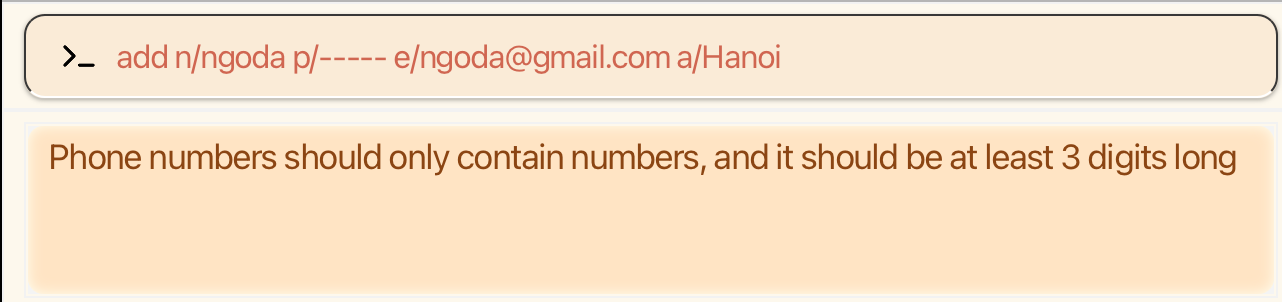 >_ add n/ngoda p/----- e/ngoda@gmail.com a/Hanoi
Phone numbers should only contain numbers, and it should be at least 3 digits long